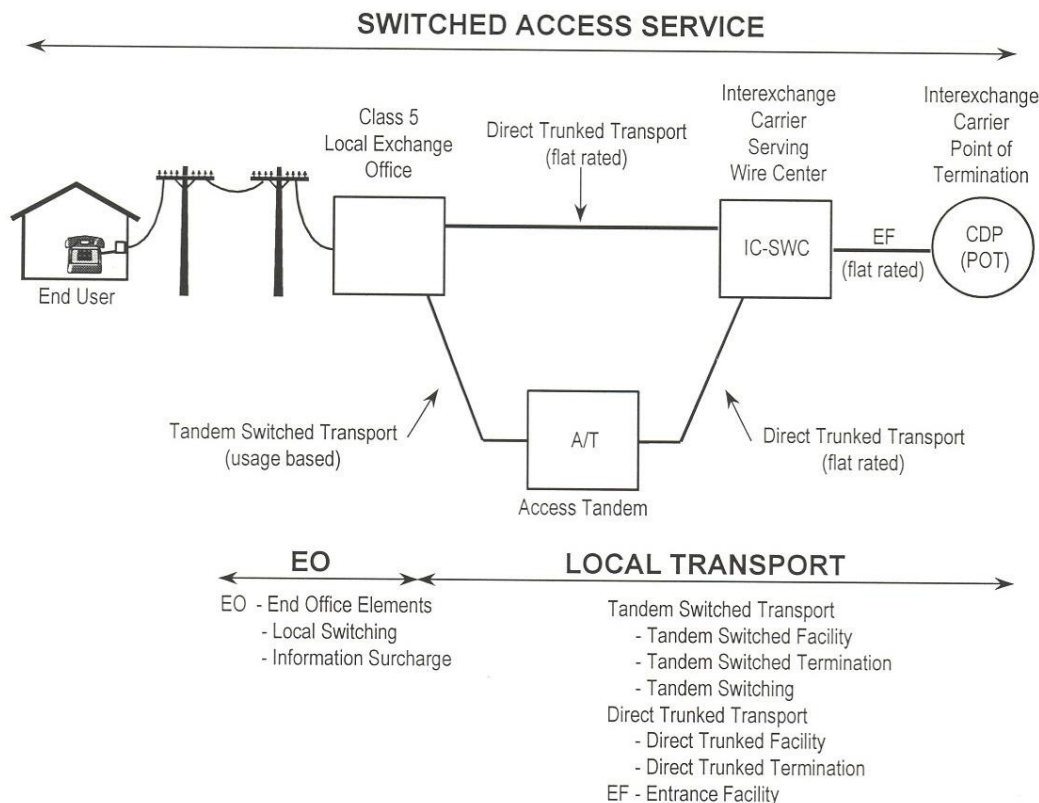 SWITCHED ACCESS SERVICE
Class 5
Local Exchange
Office
Direct Trunked Transport
(flat rated)
Interexchange
Carrier
Serving
Wire Center
Interexchange
Carrier
Point of
Termination
End User
IC-SWC
EF
(flat rated)
CDP
(POT)
Tandem Switched Transport
(usage based)
A/T
Access Tandem
Direct Trunked Transport
(flat rated)
EO
LOCAL TRANSPORT
EO - End Office Elements
- Local Switching
- Information Surcharge
Tandem Switched Transport
- Tandem Switched Facility
- Tandem Switched Termination
- Tandem Switching
Direct Trunked Transport
- Direct Trunked Facility
- Direct Trunked Termination
EF - Entrance Facility